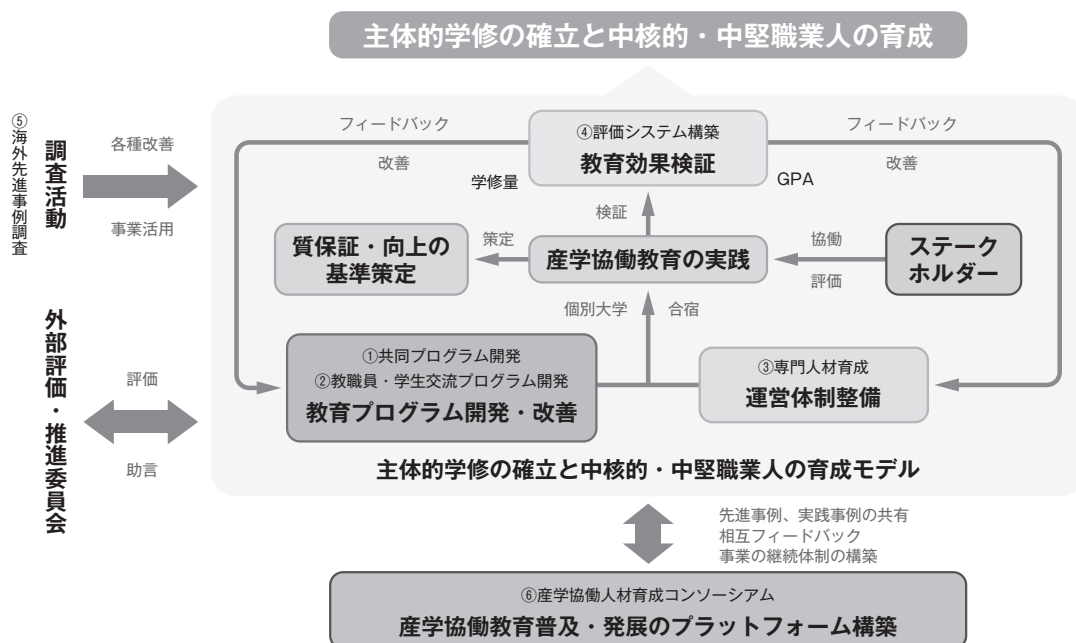 主体的学修の確立と中核的・中堅職業人の育成
⑤海外先進事例調査
調査活動
各種改善
事業活用
フィードバック
改善
④評価システム構築
教育効果検証
フィードバック
改善
学修量
GPA
検証
質保証・向上の
基準策定
策定
産学協働教育の実践
協働
評価
ステーク
ホルダー
個別大学
合宿
外部評価・推進委員会
評価
助言
①共同プログラム開発
②教職員・学生交流プログラム開発
教育プログラム開発・改善
③専門人材育成
運営体制整備
主体的学修の確立と中核的・中堅職業人の育成モデル
先進事例、実践事例の共有
相互フィードバック
事業の継続体制の構築
⑥産学協働人材育成コンソーシアム
産学協働教育普及・発展のプラットフォーム構築